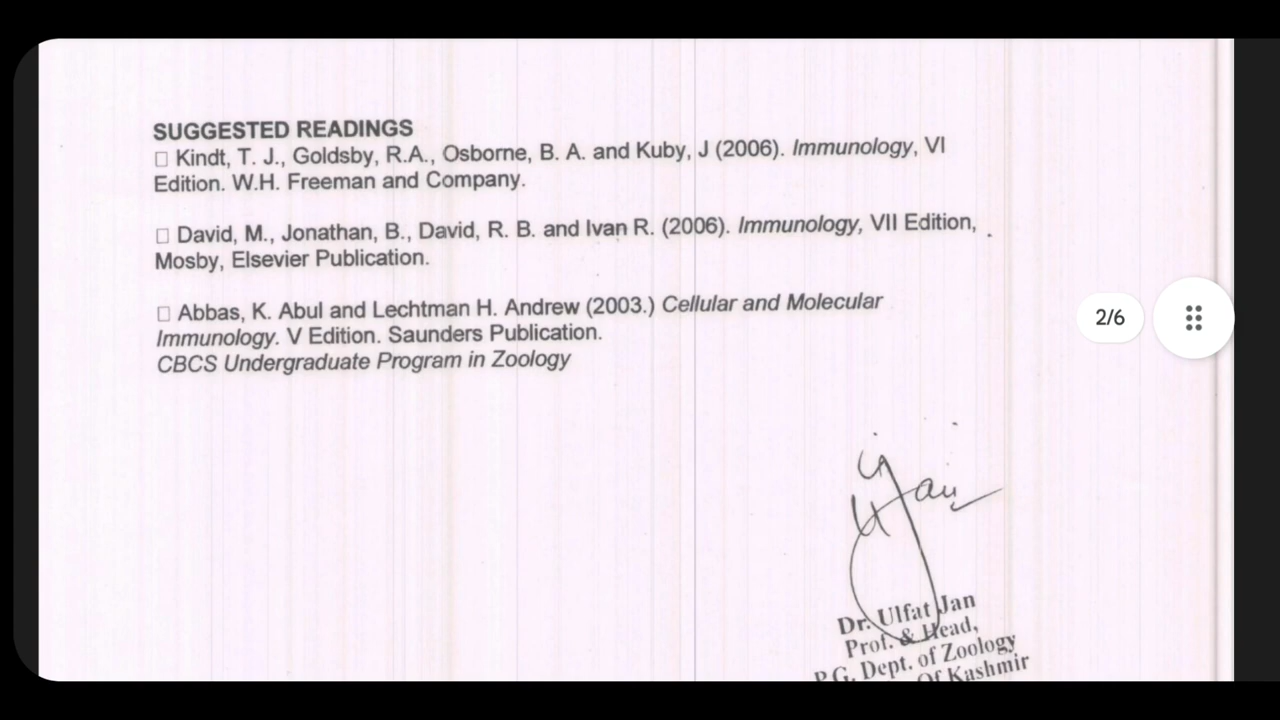 SUGGESTED READINGS
□ Kindt, T. J., Goldsby, R.A., Osborne, B. A. and Kuby, J (2006). Immunology, VI
Edition. W.H. Freeman and Company.
□ David, M., Jonathan, B., David, R. B. and Ivan R. (2006). Immunology, VII Edition,
Mosby, Elsevier Publication.
□ Abbas, K. Abul and Lechtman H. Andrew (2003.) Cellular and Molecular
Immunology. V Edition. Saunders Publication.
CBCS Undergraduate Program in Zoology
2/6
Dr. Ulfat Jan
Prof. & Head,
P.G. Dept. of Zoology
Of Kashmir